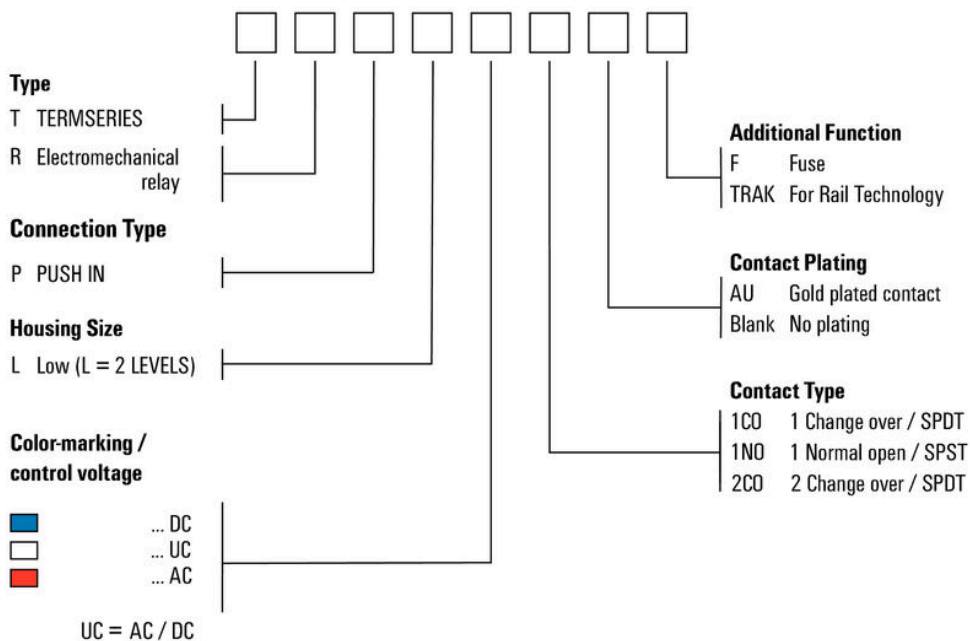 Type
T TERMSERIES
R Electromechanical
relay
Connection Type
P PUSH IN
Housing Size
L Low (L = 2 LEVELS)
Color-marking /
control voltage
... DC
... UC
... AC
UC = AC / DC
Additional Function
F Fuse
TRAK For Rail Technology
Contact Plating
AU Gold plated contact
Blank No plating
Contact Type
1CO 1 Change over / SPDT
1NO 1 Normal open / SPST
2CO 2 Change over / SPDT